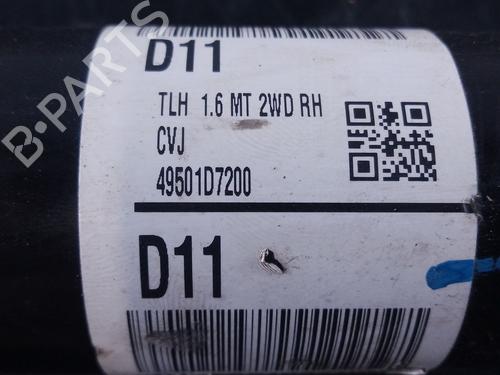 B-PARTS
D11
TLH 1.6 MT 2WD RH
CVJ
49501D7200
D11